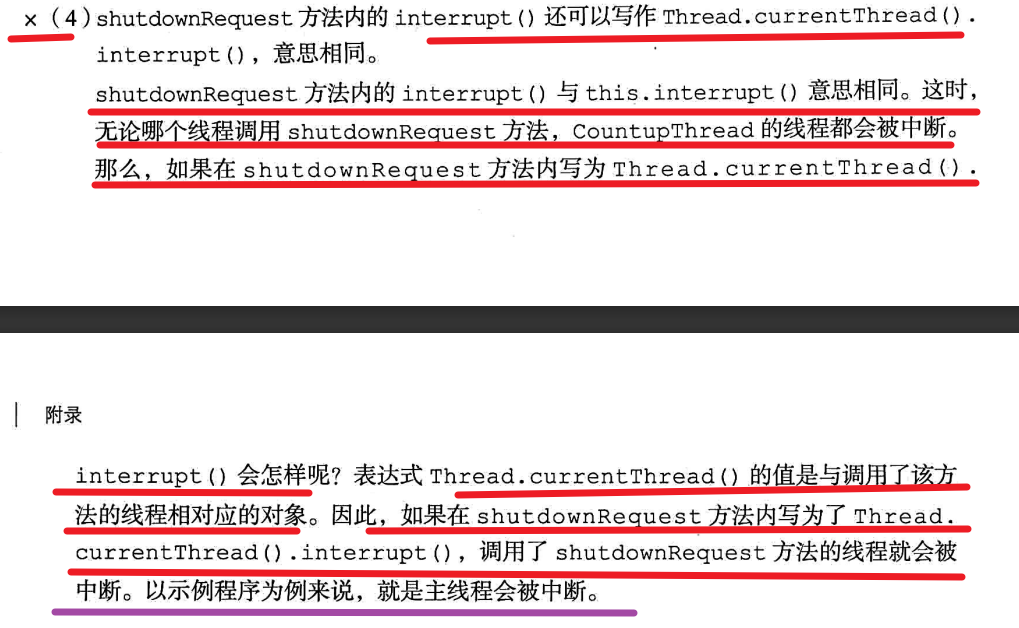 ×（4）shutdownRequest 方法内的 interrupt() 还可以写作 Thread.currentThread().
interrupt()，意思相同。
shutdownRequest 方法内的 interrupt() 与 this.interrupt() 意思相同。这时，
无论哪个线程调用 shutdownRequest 方法，CountupThread 的线程都会被中断。
那么，如果在 shutdownRequest 方法内写为 Thread.currentThread().
| 附录
interrupt() 会怎样呢？表达式 Thread.currentThread() 的值是与调用了该方
法的线程相对应的对象。因此，如果在 shutdownRequest 方法内写为了 Thread.
currentThread().interrupt()，调用了 shutdownRequest 方法的线程就会被
中断。以示例程序为例来说，就是主线程会被中断。